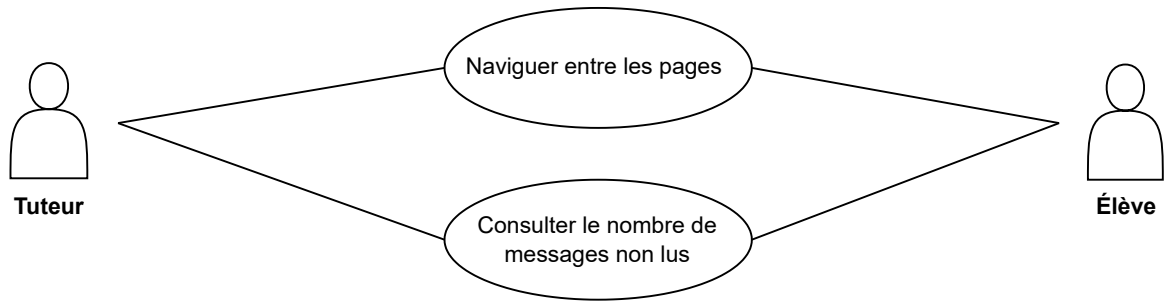 Naviguer entre les pages
Tuteur
Élève
Consulter le nombre de
messages non lus